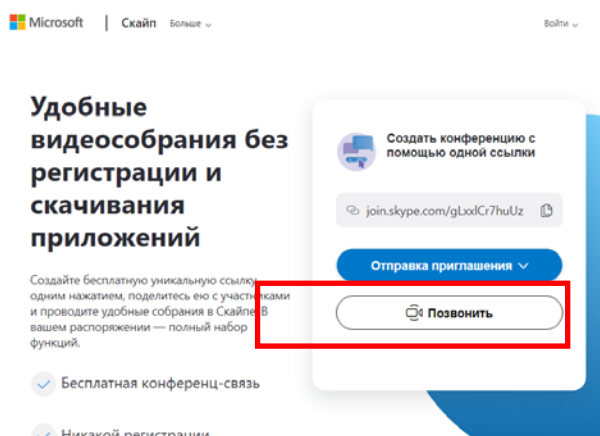 Microsoft | Скайп Больше
Войти
Удобные
видеособрания без
регистрации и
скачивания
приложений
Создайте бесплатную уникальную ссылку
одним нажатием, поделитесь ею с участниками
и проводите удобные собрания в Скайпе. В
вашем распоряжении — полный набор
функций.
Бесплатная конференц-связь
Никакой регистрации
Создать конференцию с
помощью одной ссылки
join.skype.com/gLxxlCr7huUz
Отправка приглашения
Позвонить